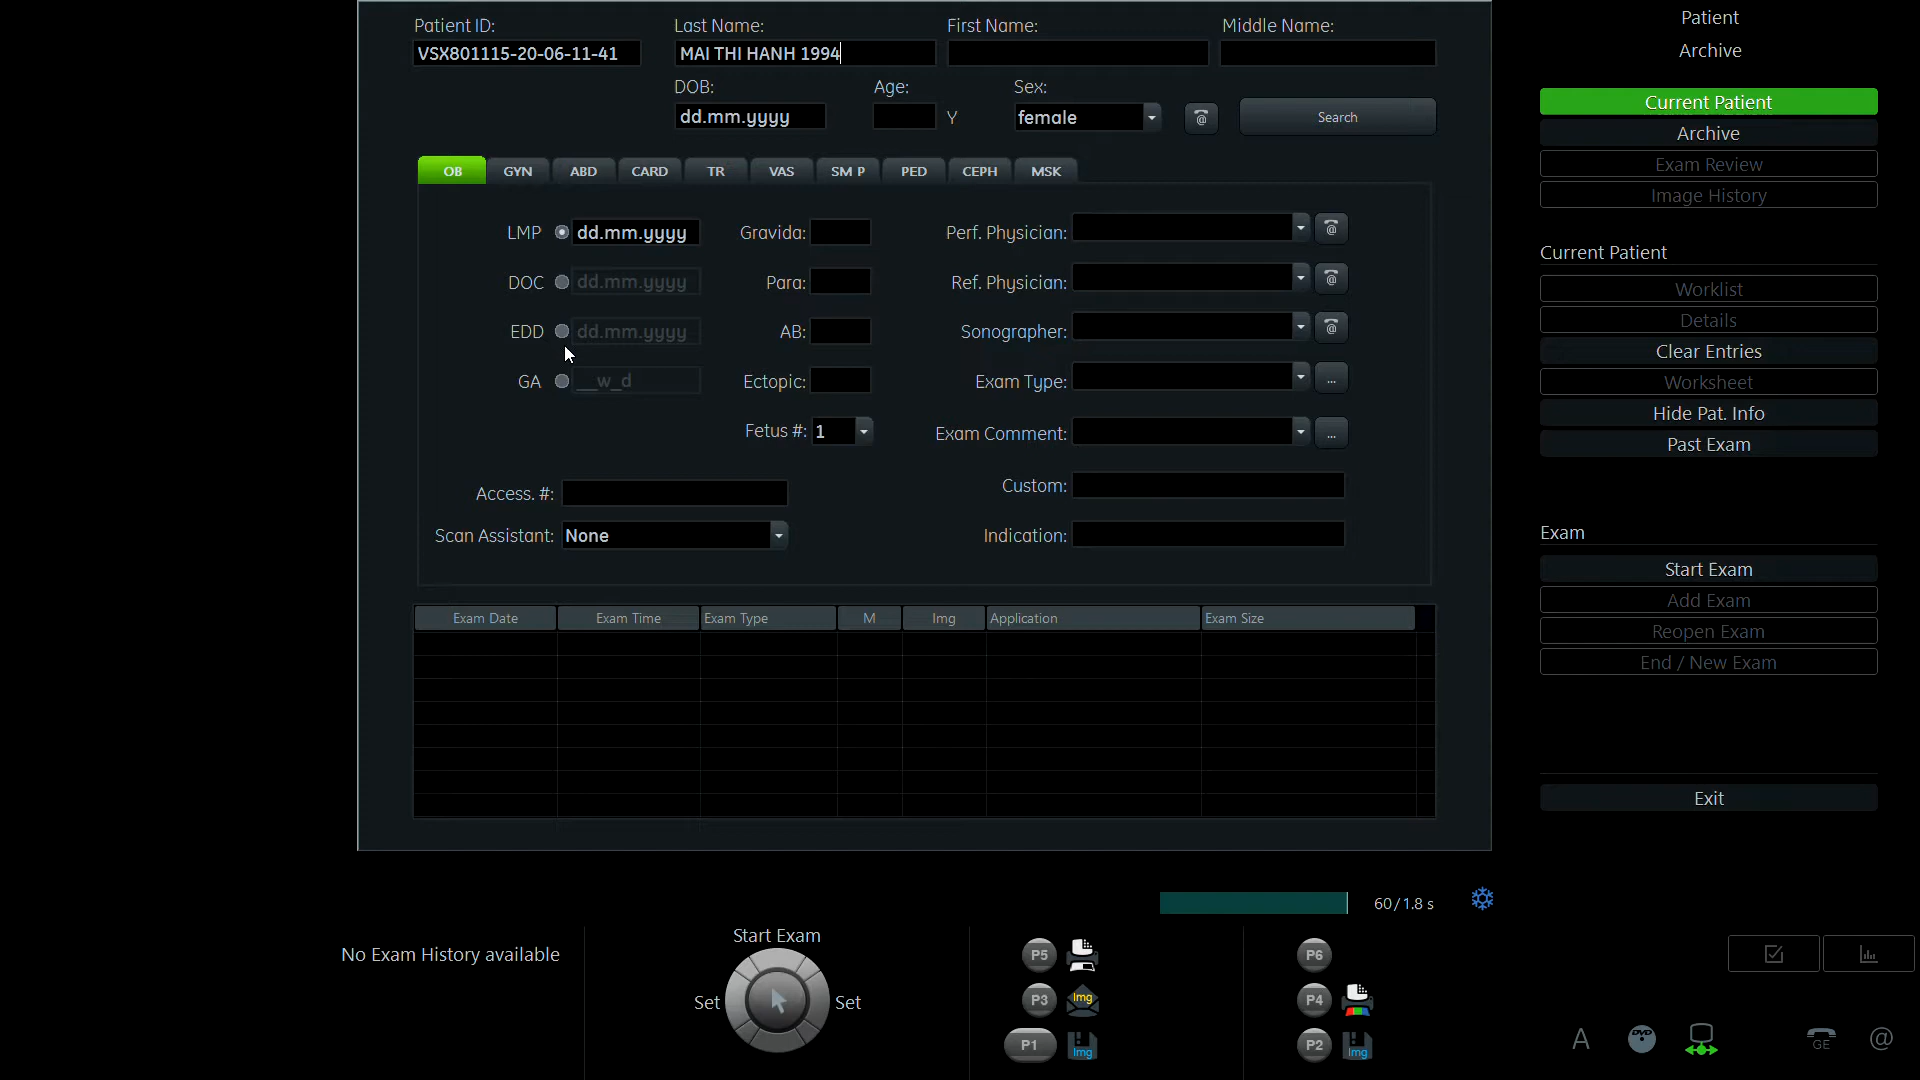 Patient ID: Last Name: First Name: Middle Name:
VSX801115-20-06-11-41 MAI THI HANH 1994
DOB: Age: Sex:
dd.mm.yyyy Y female @ Search
OB GYN ABD CARD TR VAS SM P PED CEPH MSK
LMP dd.mm.yyyy Gravida: Perf. Physician: @
DOC dd.mm.yyyy Para: Ref. Physician: @
EDD dd.mm.yyyy AB: Sonographer: @
GA __w_d Ectopic: Exam Type: ...
Fetus #: 1 Exam Comment: ...
Access. #: Custom:
Scan Assistant: None Indication:
Exam Date Exam Time Exam Type M Img Application Exam Size
60/1.8 s
No Exam History available
Start Exam
Set Set
P5 P6
P3 Img P4
P1 Img P2 Img
Patient
Archive
Current Patient
Archive
Exam Review
Image History
Current Patient
Worklist
Details
Clear Entries
Worksheet
Hide Pat. Info
Past Exam
Exam
Start Exam
Add Exam
Reopen Exam
End / New Exam
Exit
A DVD GE @